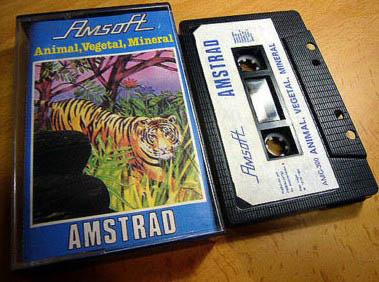 Amsoft
Animal, Vegetal, Mineral
AMSTRAD
AMSTRAD
Amsoft
ANIMAL, VEGETAL, MINERAL